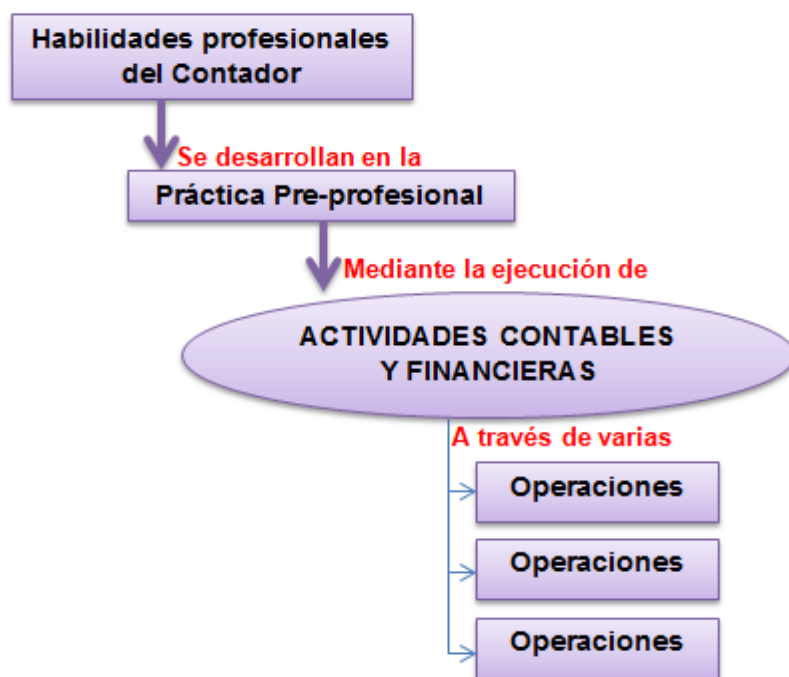 Habilidades profesionales
del Contador
Se desarrollan en la
Práctica Pre-profesional
Mediante la ejecución de
ACTIVIDADES CONTABLES
Y FINANCIERAS
A través de varias
Operaciones
Operaciones
Operaciones